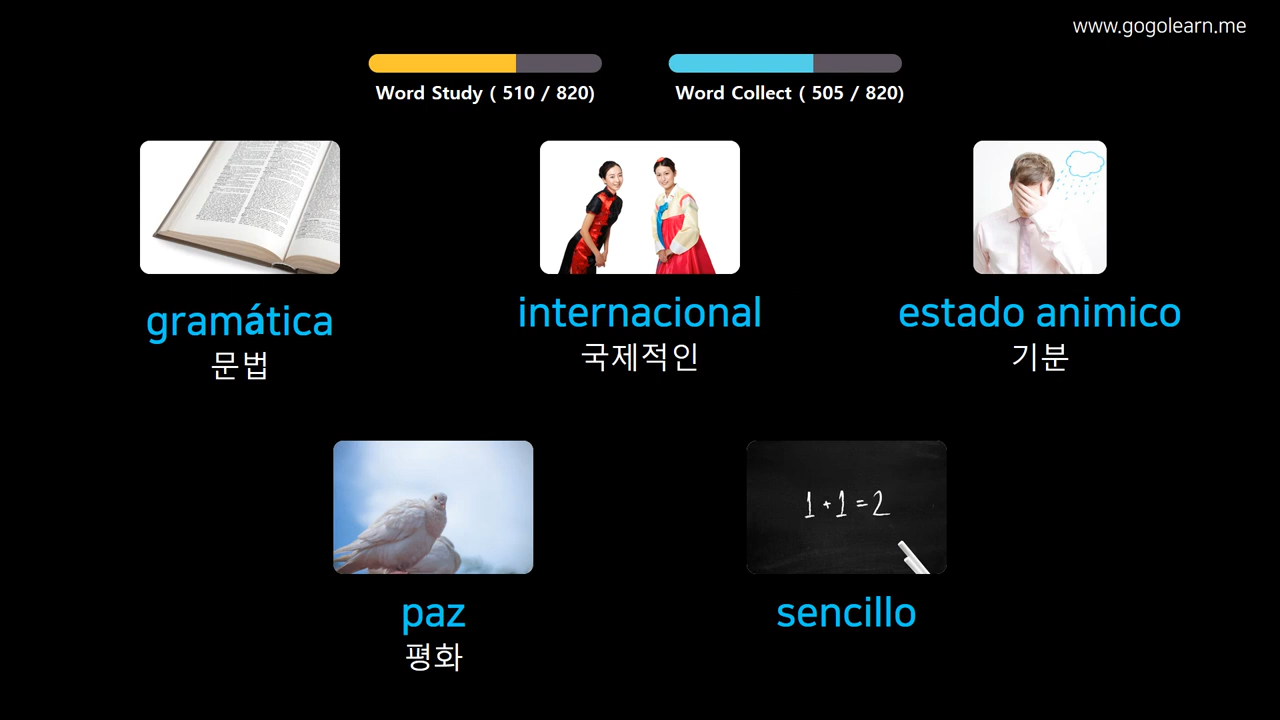 www.gogolearn.me
Word Study ( 510 / 820)
Word Collect ( 505 / 820)
gramática
문법
internacional
국제적인
estado animico
기분
1+1=2
paz
평화
sencillo